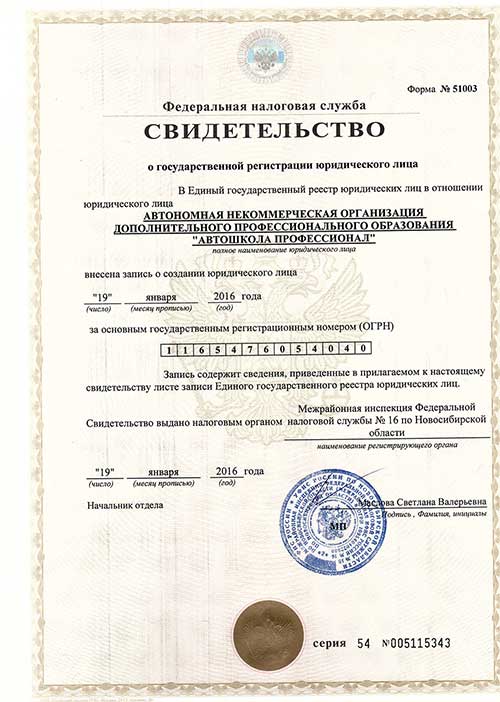 Форма № 51003
Федеральная налоговая служба
СВИДЕТЕЛЬСТВО
о государственной регистрации юридического лица
В Единый государственный реестр юридических лиц в отношении
юридического лица
АВТОНОМНАЯ НЕКОММЕРЧЕСКАЯ ОРГАНИЗАЦИЯ
ДОПОЛНИТЕЛЬНОГО ПРОФЕССИОНАЛЬНОГО ОБРАЗОВАНИЯ
"АВТОШКОЛА ПРОФЕССИОНАЛ"
полное наименование юридического лица
внесена запись о создании юридического лица
"19" января 2016 года
(число) (месяц прописью) (год)
за основным государственным регистрационным номером (ОГРН)
1 1 6 5 4 7 6 0 5 4 0 4 0
Запись содержит сведения, приведенные в прилагаемом к настоящему
свидетельству листе записи Единого государственного реестра юридических лиц.
Межрайонная инспекция Федеральной
Свидетельство выдано налоговым органом налоговой службы № 16 по Новосибирской
области
наименование регистрирующего органа
"19" января 2016 года
(число) (месяц прописью) (год)
Начальник отдела Маслова Светлана Валерьевна
Подпись , Фамилия, инициалы
МП
серия 54 №005115343